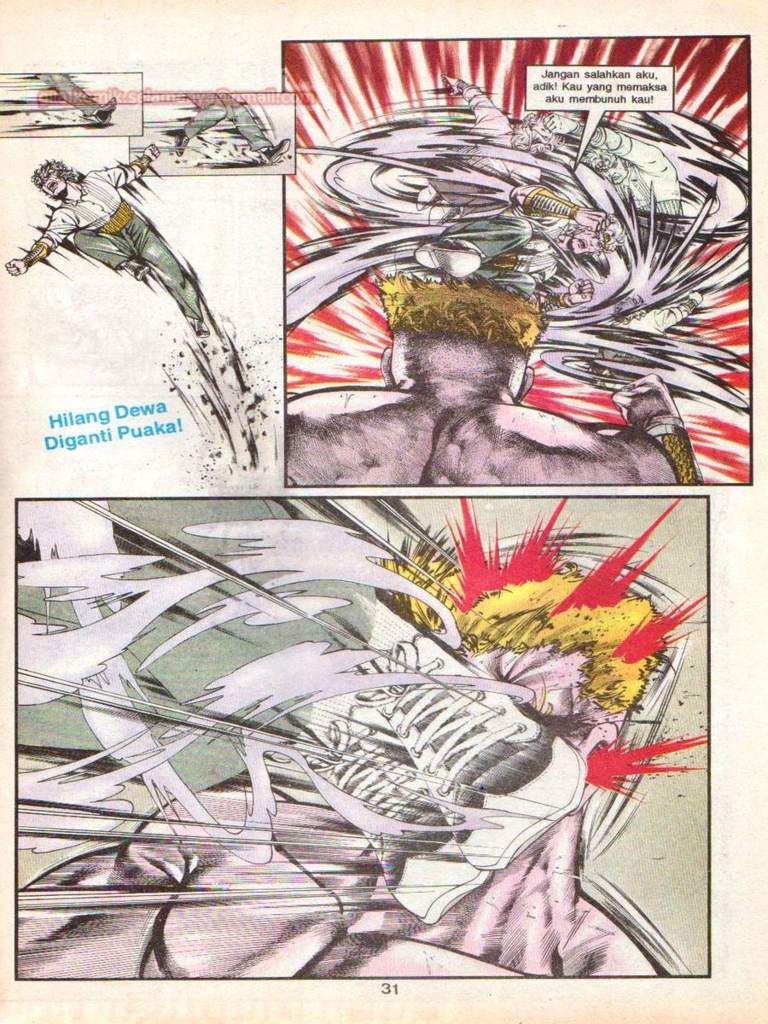 Jangan salahkan aku,
adik! Kau yang memaksa
aku membunuh kau!
Hilang Dewa
Diganti Puaka!
31